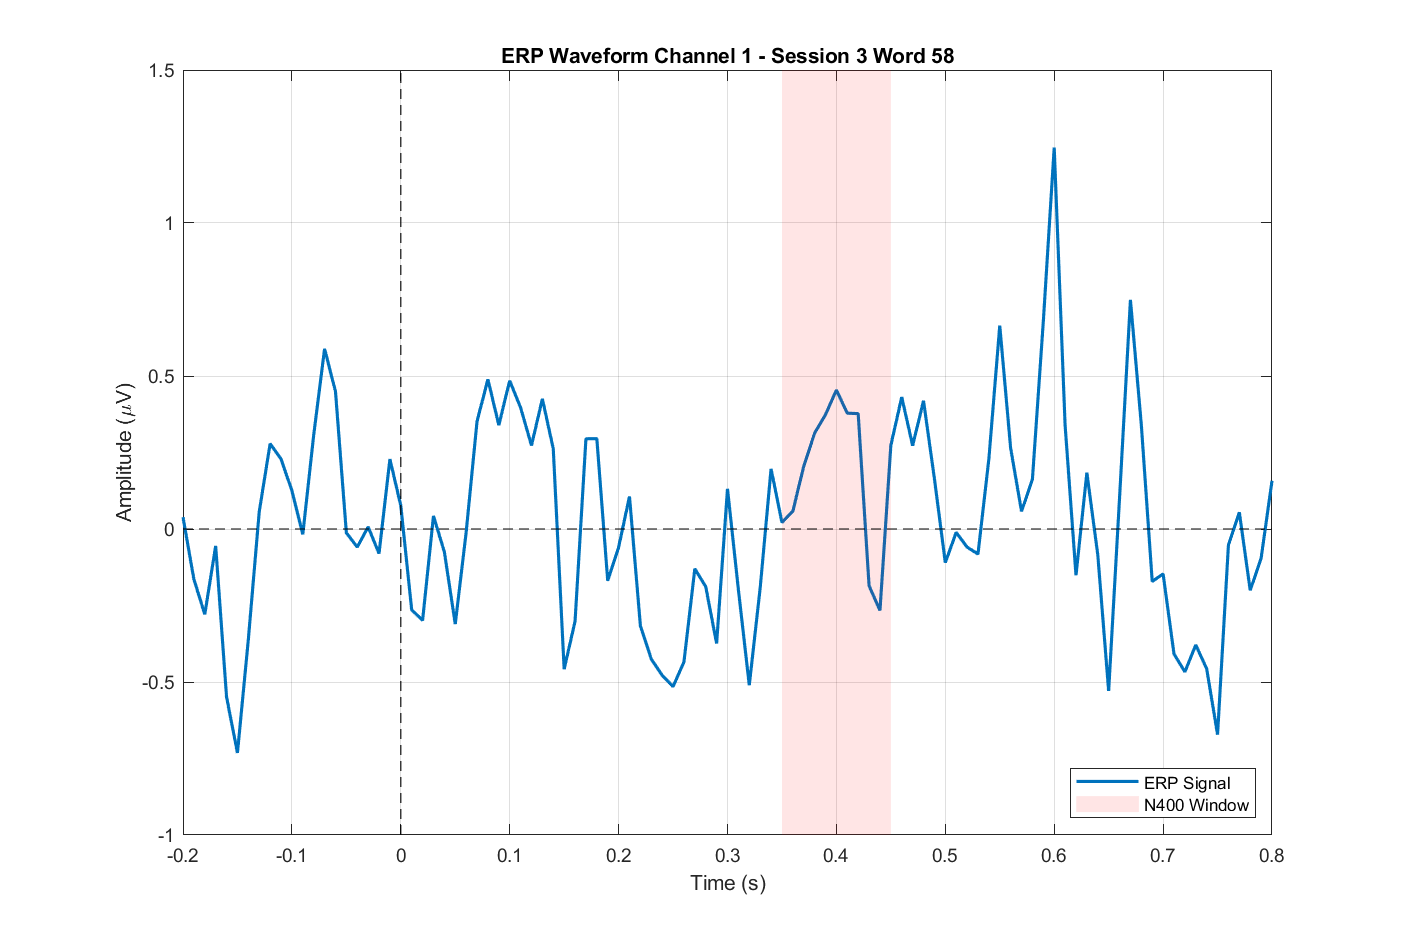 ERP Waveform Channel 1 - Session 3 Word 58
1.5
1
0.5
0
-0.5
-1
Amplitude (μV)
-0.2 -0.1 0 0.1 0.2 0.3 0.4 0.5 0.6 0.7 0.8
Time (s)
ERP Signal
N400 Window